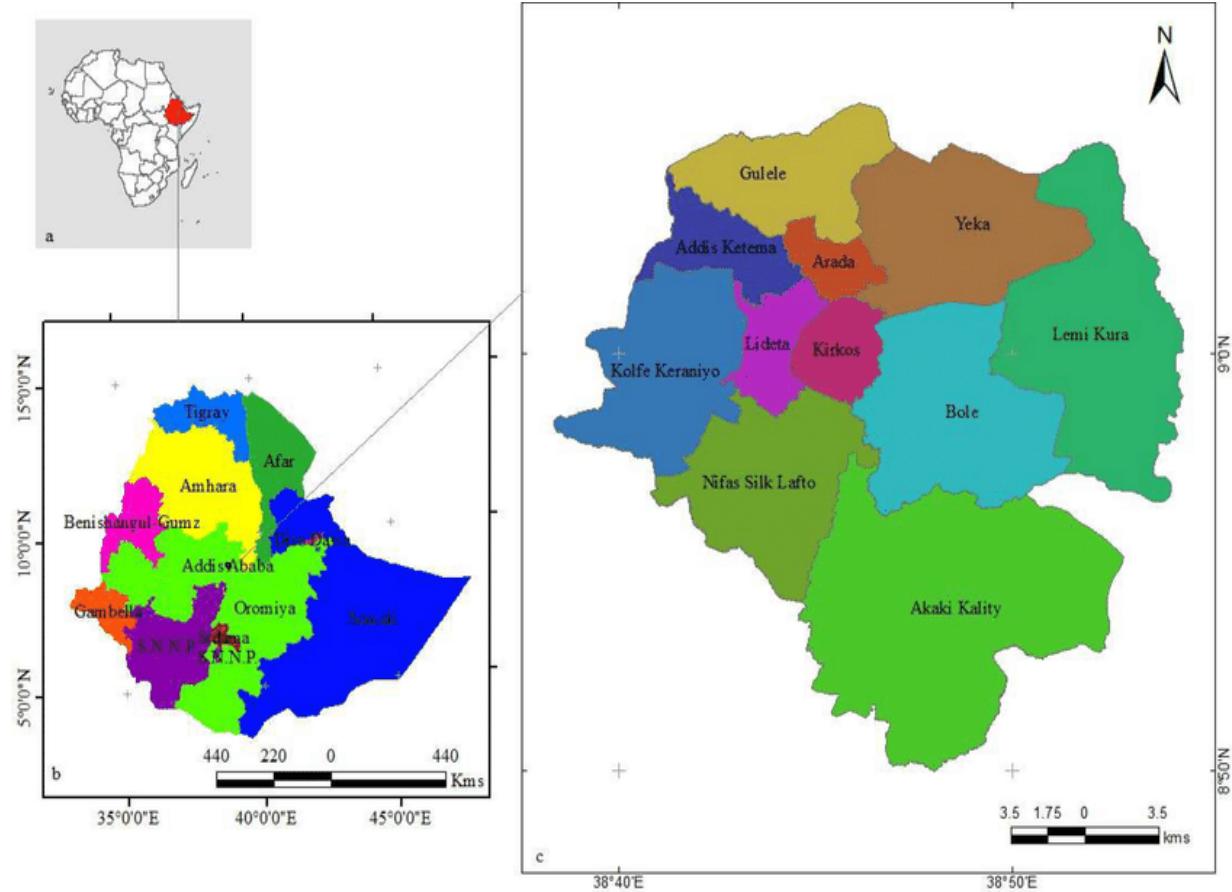 a
15°0'0"N
10°0'0"N
5°0'0"N
Tigray
Afar
Amhara
Benishanyul-Gumz
Dire Dawa
Addis Ababa
Oromiya
Gambella
Somali
Sidama
S.N.N.P.
S.N.N.P.
440 220 0 440
Kms
b
35°0'0"E 40°0'0"E 45°0'0"E
N
Gulele
Yeka
Addis Ketema
Arada
Lemi Kura
Lideta
Kirkos
Kolfe Keraniyo
Bole
Nifas Silk Lafto
Akaki Kality
9°0'N
8°50'N
3.5 1.75 0 3.5
kms
c
38°40'E 38°50'E